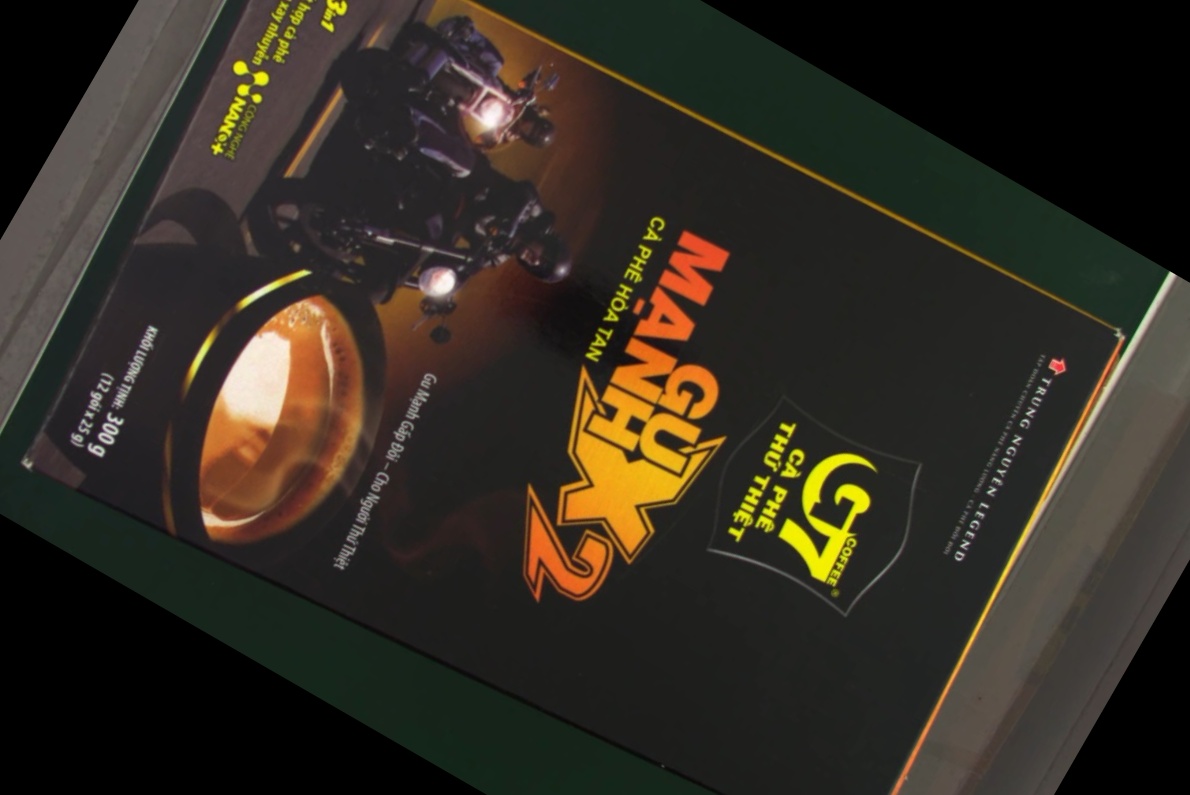 TRUNG NGUYÊN LEGEND
G7
COFFEE®
CÀ PHÊ
THỨ THIỆT
CÀ PHÊ HÒA TAN
GU
MẠNH
X2
Gu Mạnh Gấp Đôi – Cho Người Thứ Thiệt
3in1
hợp cà phê
xay nhuyễn
CÔNG NGHỆ
NANO+
KHỐI LƯỢNG TỊNH: 300 g
(12 gói x 25 g)